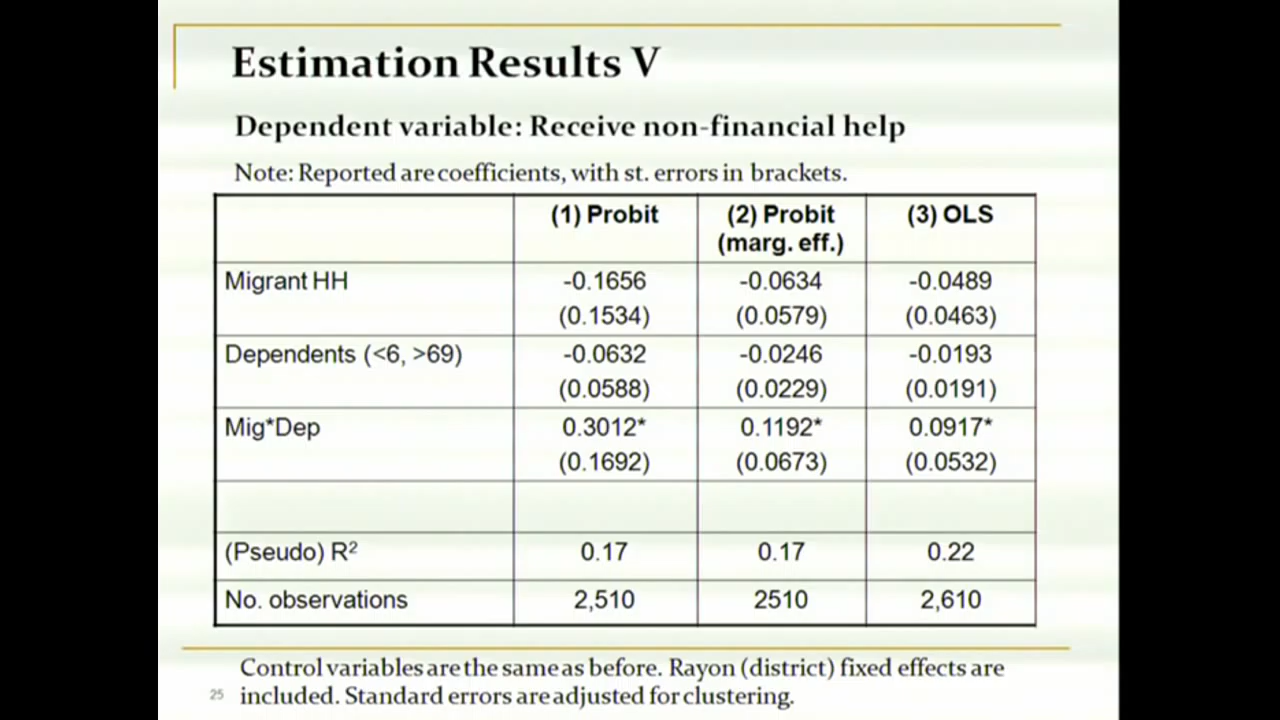 Estimation Results V
Dependent variable: Receive non-financial help
Note: Reported are coefficients, with st. errors in brackets.
(1) Probit (2) Probit (marg. eff.) (3) OLS
Migrant HH -0.1656 -0.0634 -0.0489
(0.1534) (0.0579) (0.0463)
Dependents (<6, >69) -0.0632 -0.0246 -0.0193
(0.0588) (0.0229) (0.0191)
Mig*Dep 0.3012* 0.1192* 0.0917*
(0.1692) (0.0673) (0.0532)
(Pseudo) R² 0.17 0.17 0.22
No. observations 2,510 2510 2,610
Control variables are the same as before. Rayon (district) fixed effects are
included. Standard errors are adjusted for clustering.
25